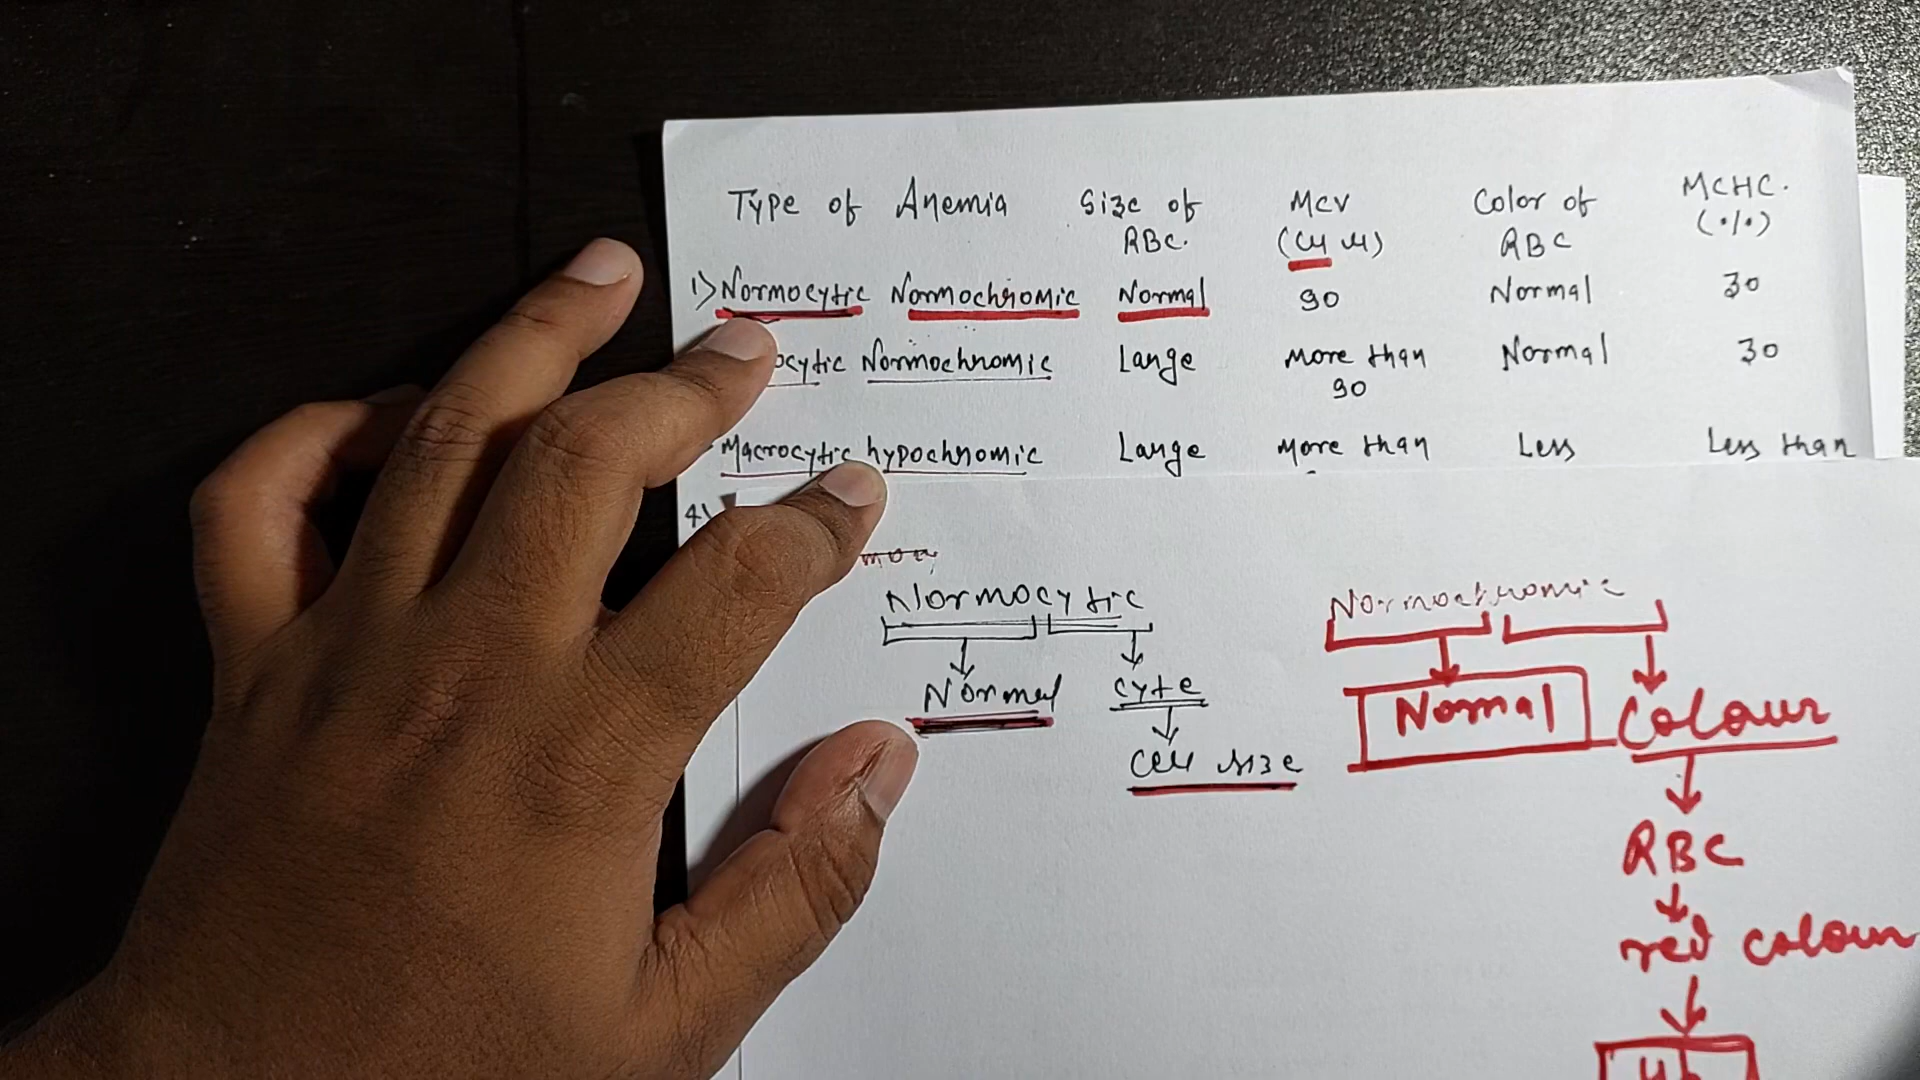 Type of Anemia Size of RBC. MCV (Cu u) Color of RBC MCHC. (%)
1) Normocytic Normochromic Normal 90 Normal 30
ocytic Normochromic Large More than 90 Normal 30
Macrocytic hypochromic Large More than Less Less than
4)
Normocytic
Normal cyte
Cell size
Normochromic
Normal Colour
RBC
red colour
Hb